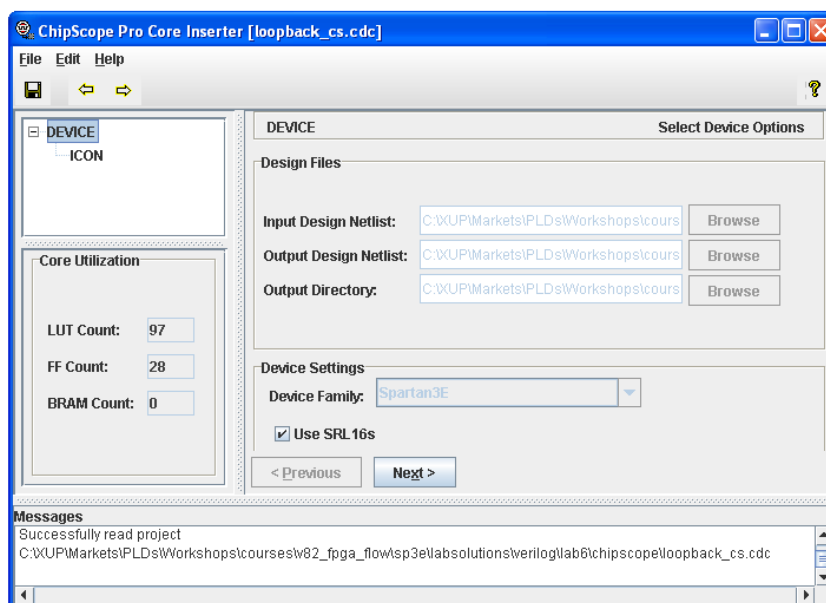 ChipScope Pro Core Inserter [loopback_cs.cdc]
File Edit Help
DEVICE
ICON
DEVICE Select Device Options
Design Files
Input Design Netlist: C:\XUP\Markets\PLDs\Workshops\cours Browse
Output Design Netlist: C:\XUP\Markets\PLDs\Workshops\cours Browse
Output Directory: C:\XUP\Markets\PLDs\Workshops\cours Browse
Core Utilization
LUT Count: 97
FF Count: 28
BRAM Count: 0
Device Settings
Device Family: Spartan3E
Use SRL16s
< Previous Next >
Messages
Successfully read project
C:\XUP\Markets\PLDs\Workshops\courses\v82_fpga_flow\sp3e\labsolutions\verilog\lab6\chipscope\loopback_cs.cdc